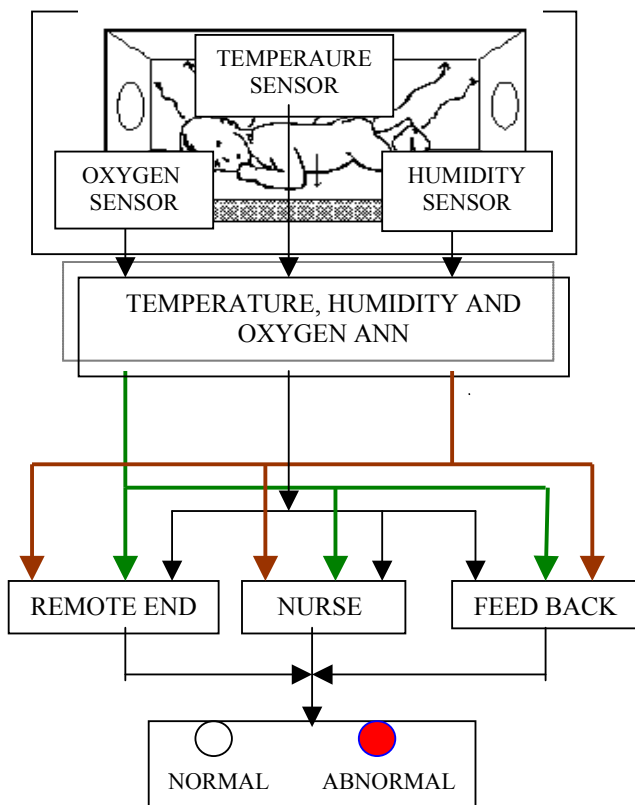 TEMPERAURE
SENSOR
OXYGEN
SENSOR
HUMIDITY
SENSOR
TEMPERATURE, HUMIDITY AND
OXYGEN ANN
REMOTE END
NURSE
FEED BACK
NORMAL
ABNORMAL